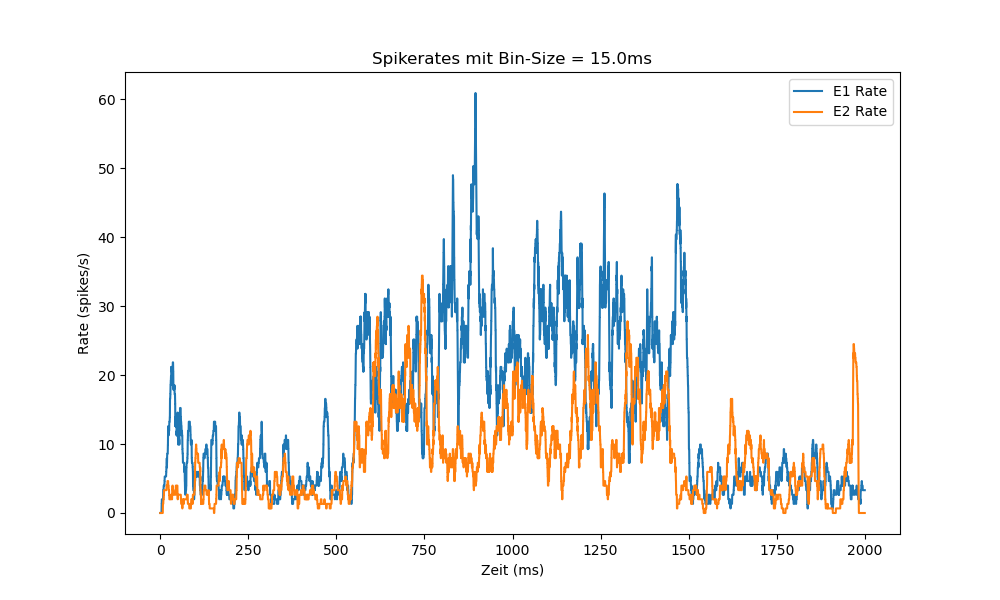 Spikerates mit Bin-Size = 15.0ms
E1 Rate
E2 Rate
60
50
40
30
20
10
0
Rate (spikes/s)
0 250 500 750 1000 1250 1500 1750 2000
Zeit (ms)